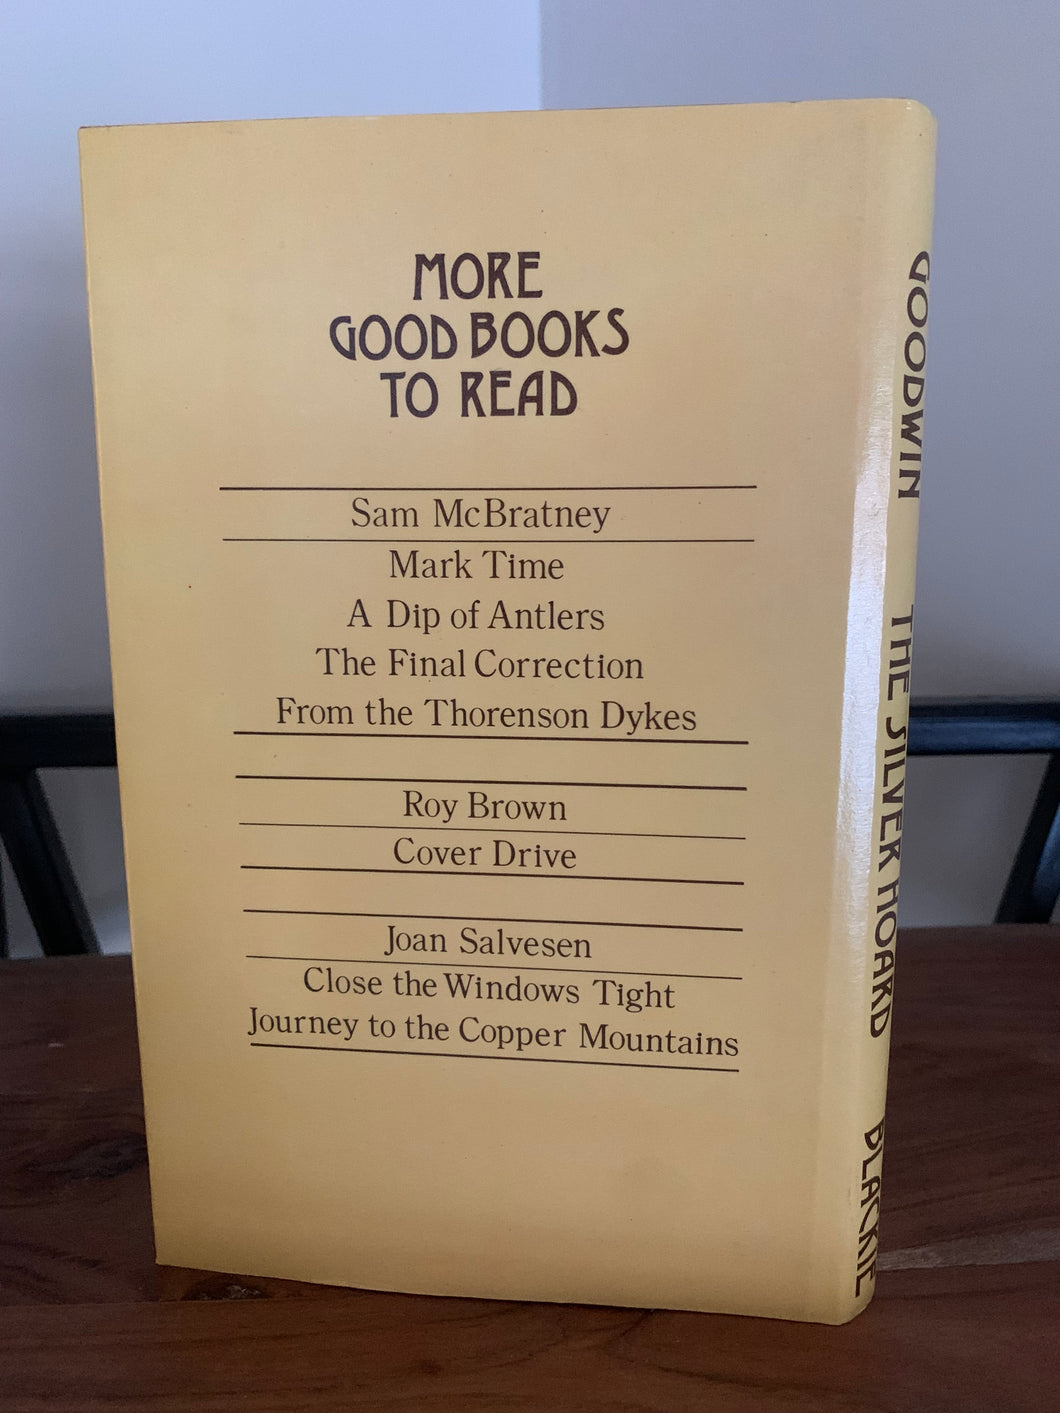 MORE
GOOD BOOKS
TO READ
Sam McBratney
Mark Time
A Dip of Antlers
The Final Correction
From the Thorenson Dykes
Roy Brown
Cover Drive
Joan Salvesen
Close the Windows Tight
Journey to the Copper Mountains
GOODWIN THE SILVER HOARD BLACKIE